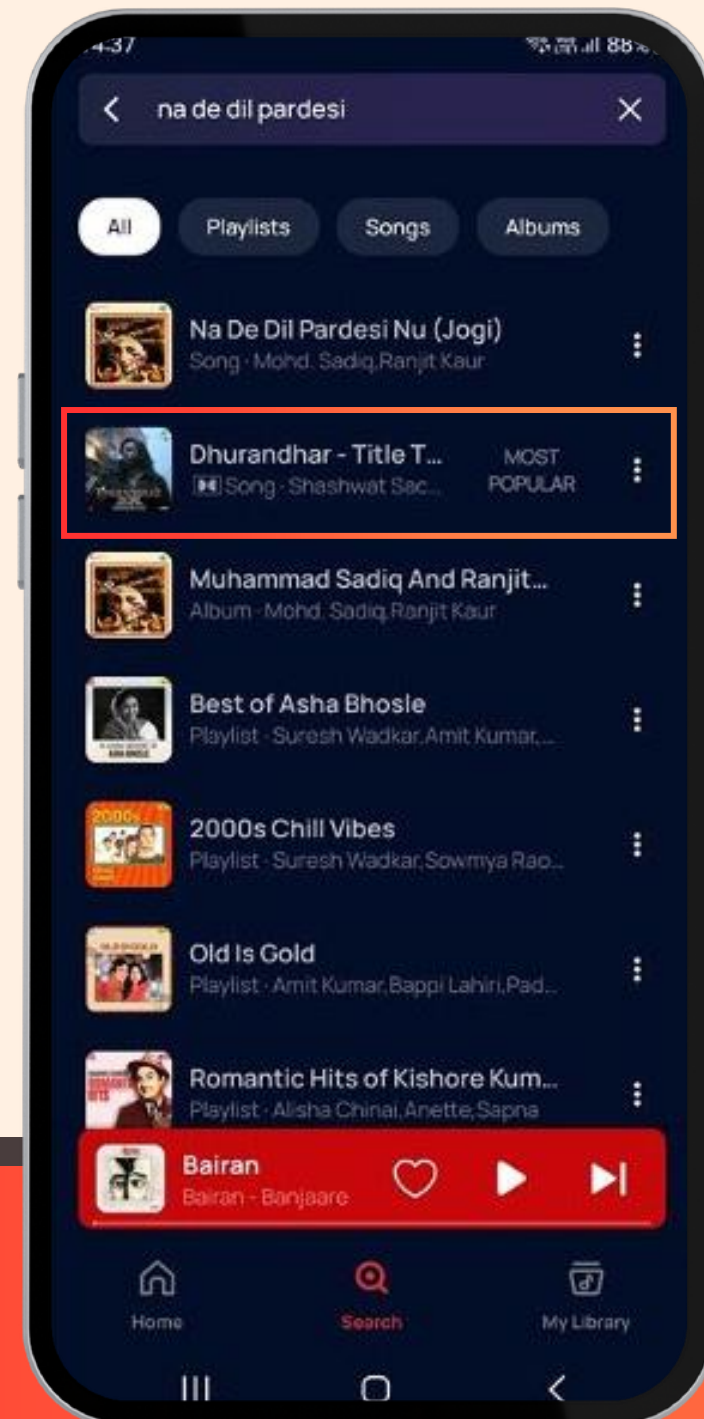 4:37
88%
na de dil pardesi
All
Playlists
Songs
Albums
Na De Dil Pardesi Nu (Jogi)
Song · Mohd. Sadiq,Ranjit Kaur
Dhurandhar - Title T...
MOST
POPULAR
Song · Shashwat Sac...
Muhammad Sadiq And Ranjit...
Album · Mohd. Sadiq,Ranjit Kaur
Best of Asha Bhosle
Playlist · Suresh Wadkar,Amit Kumar,...
ASHA BHOSLE
2000s Chill Vibes
2000s
Playlist · Suresh Wadkar,Sowmya Rao...
Old Is Gold
Playlist · Amit Kumar,Bappi Lahiri,Pad...
Romantic Hits of Kishore Kum...
Playlist · Alisha Chinai,Anette,Sapna
Bairan
Bairan - Banjaare
Home
Search
My Library